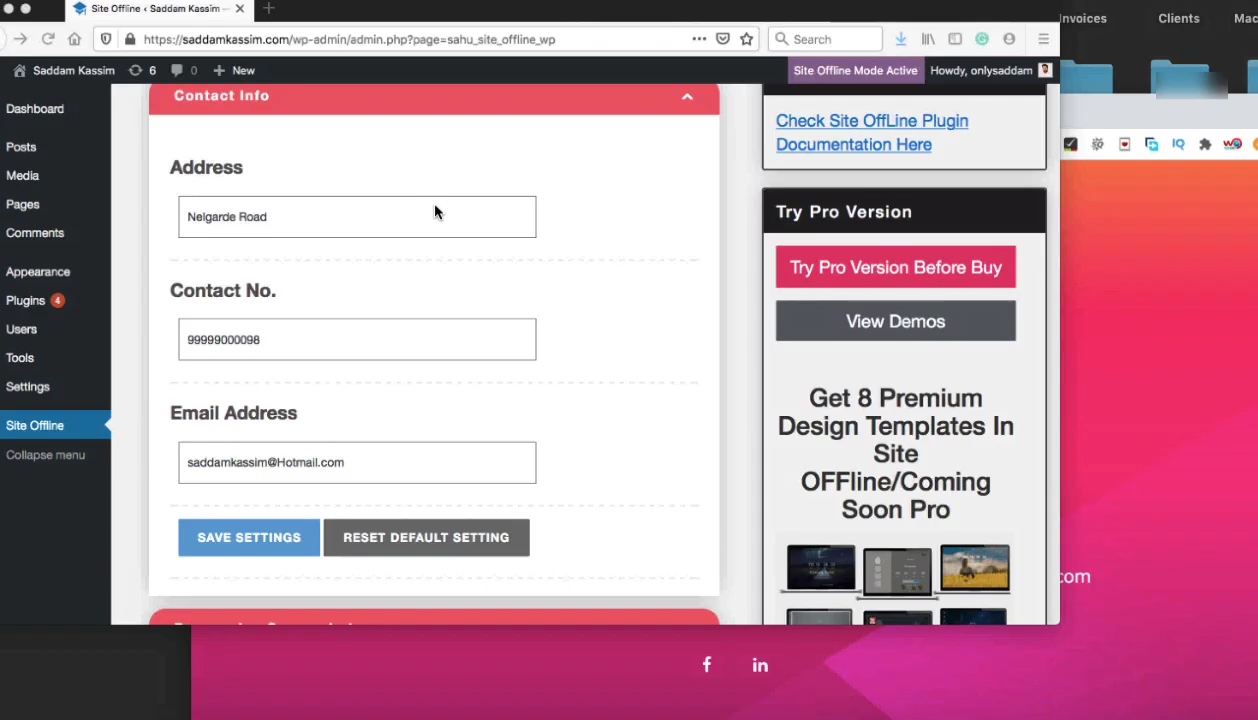 Site Offline ‹ Saddam Kassim —
Invoices
Clients
Mac
https://saddamkassim.com/wp-admin/admin.php?page=sahu_site_offline_wp
Search
Saddam Kassim
6
0
New
Site Offline Mode Active
Howdy, onlysaddam
Dashboard
Posts
Media
Pages
Comments
Appearance
Plugins 4
Users
Tools
Settings
Site Offline
Collapse menu
Contact Info
Address
Nelgarde Road
Contact No.
99999000098
Email Address
saddamkassim@Hotmail.com
SAVE SETTINGS
RESET DEFAULT SETTING
Check Site OffLine Plugin
Documentation Here
Try Pro Version
Try Pro Version Before Buy
View Demos
Get 8 Premium
Design Templates In
Site
OFFline/Coming
Soon Pro
IQ
.com
f
in